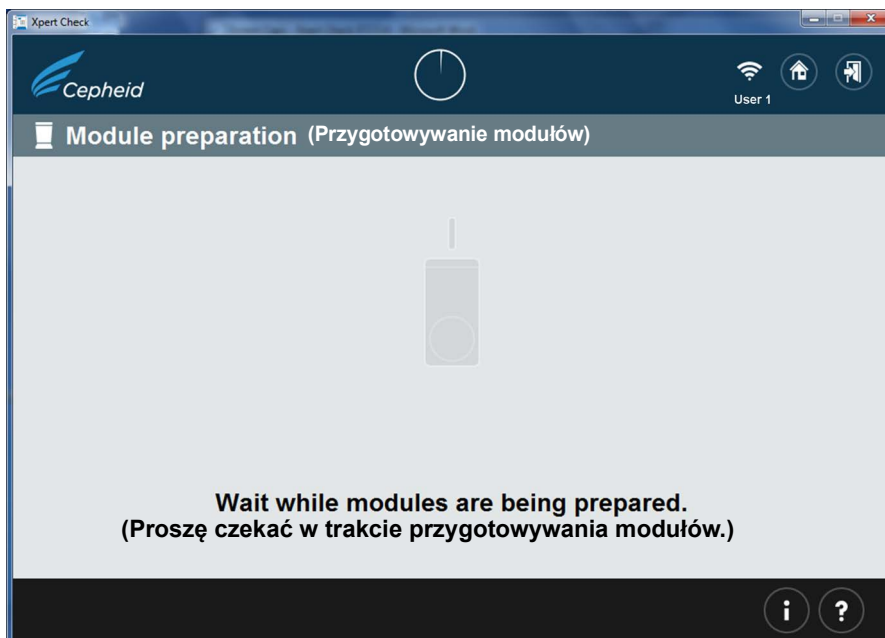 Xpert Check
Cepheid
User 1
Module preparation (Przygotowywanie modułów)
Wait while modules are being prepared.
(Proszę czekać w trakcie przygotowywania modułów.)
i ?